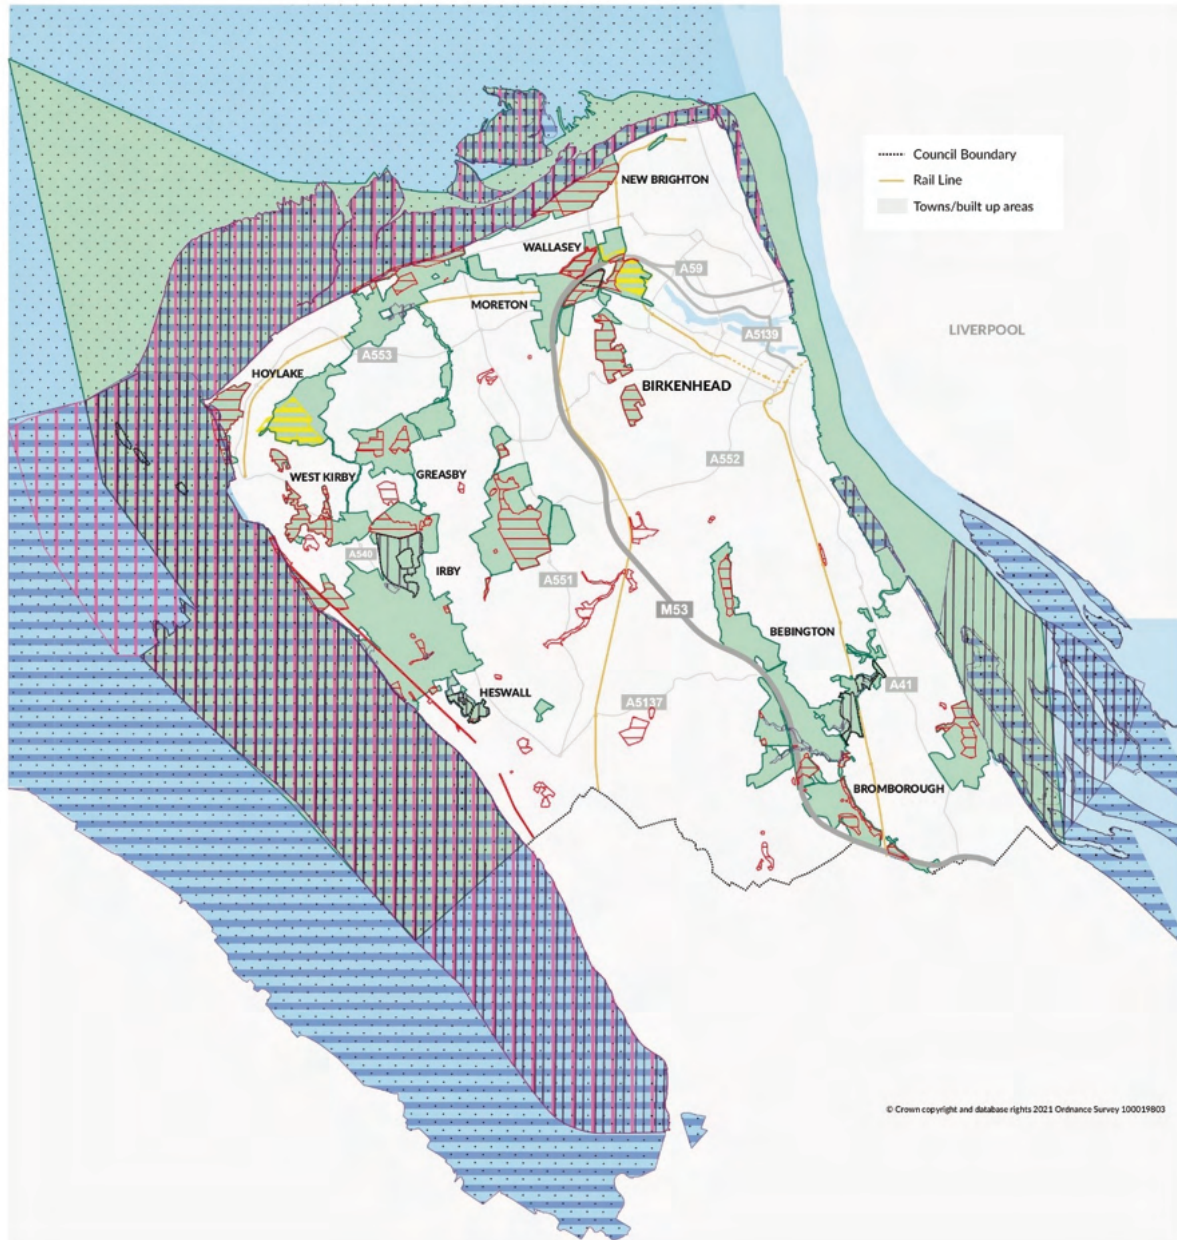 Council Boundary
Rail Line
Towns/built up areas
NEW BRIGHTON
WALLASEY
A59
MORETON
A5139
LIVERPOOL
A553
HOYLAKE
BIRKENHEAD
A552
WEST KIRBY
GREASBY
A540
IRBY
A551
M53
BEBINGTON
A41
HESWALL
A5137
BROMBOROUGH
© Crown copyright and database rights 2021 Ordnance Survey 100019803